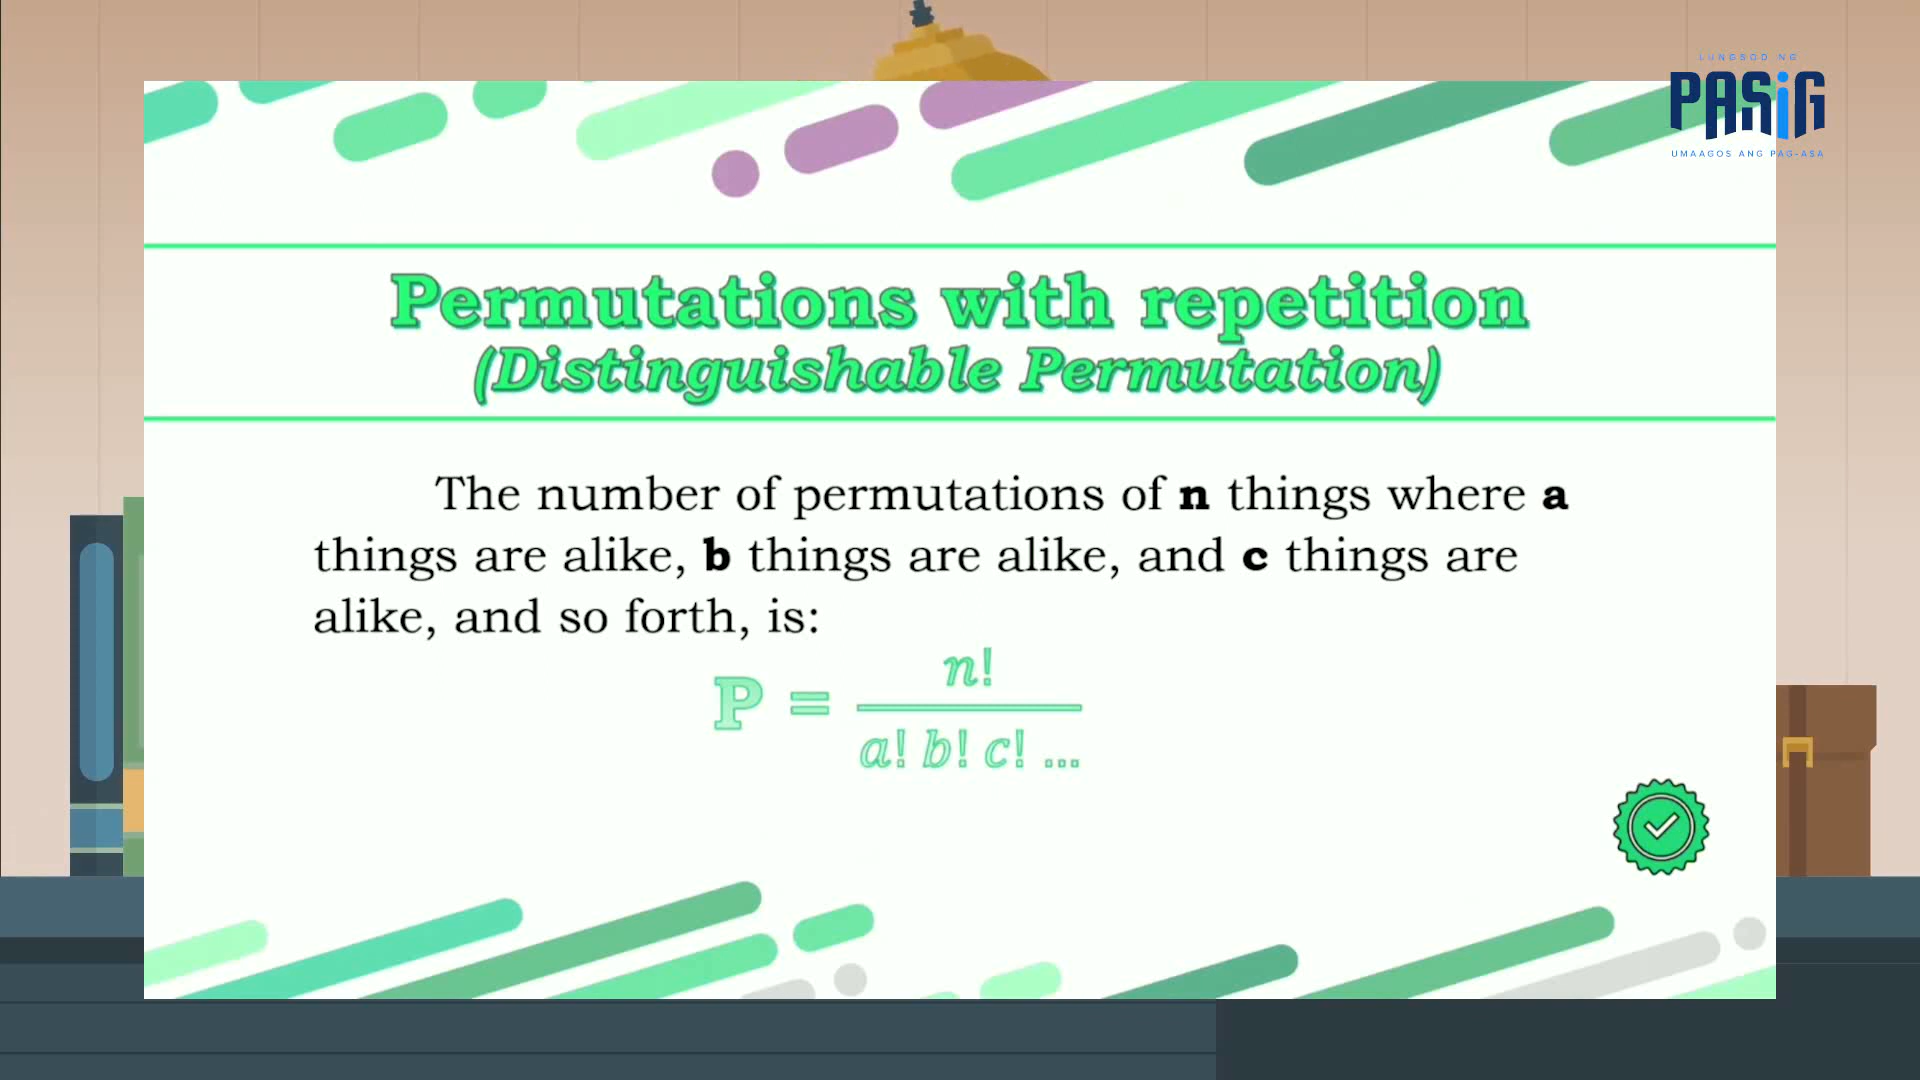 LUNGSOD NG
PASiG
UMAAGOS ANG PAG-ASA
Permutations with repetition
(Distinguishable Permutation)
The number of permutations of n things where a
things are alike, b things are alike, and c things are
alike, and so forth, is:
P = n! / a! b! c! ...